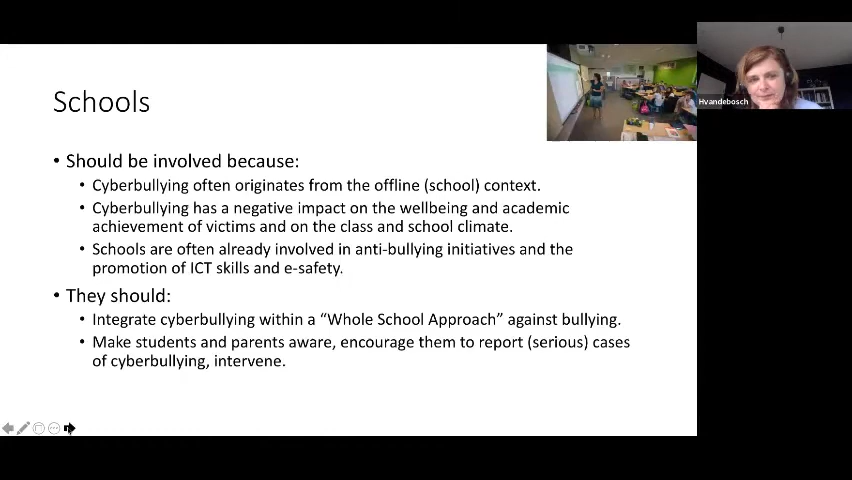 Schools
Hvandebosch
• Should be involved because:
• Cyberbullying often originates from the offline (school) context.
• Cyberbullying has a negative impact on the wellbeing and academic
achievement of victims and on the class and school climate.
• Schools are often already involved in anti-bullying initiatives and the
promotion of ICT skills and e-safety.
• They should:
• Integrate cyberbullying within a “Whole School Approach” against bullying.
• Make students and parents aware, encourage them to report (serious) cases
of cyberbullying, intervene.